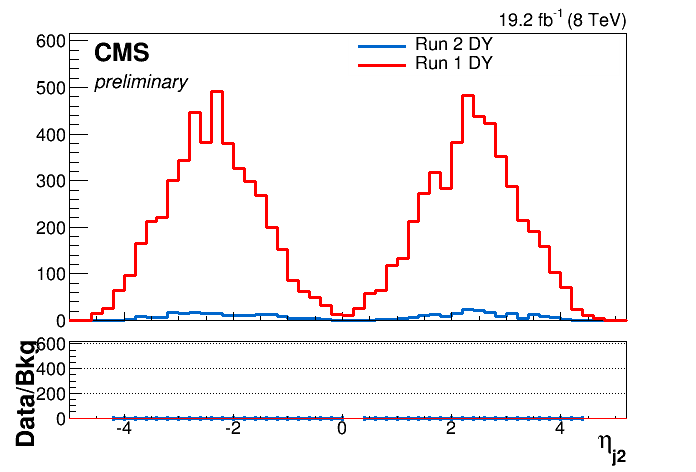 19.2 fb⁻¹ (8 TeV)
CMS
preliminary
Run 2 DY
Run 1 DY
600
500
400
300
200
100
0
Data/Bkg
600
400
200
0
-4 -2 0 2 4
η j2